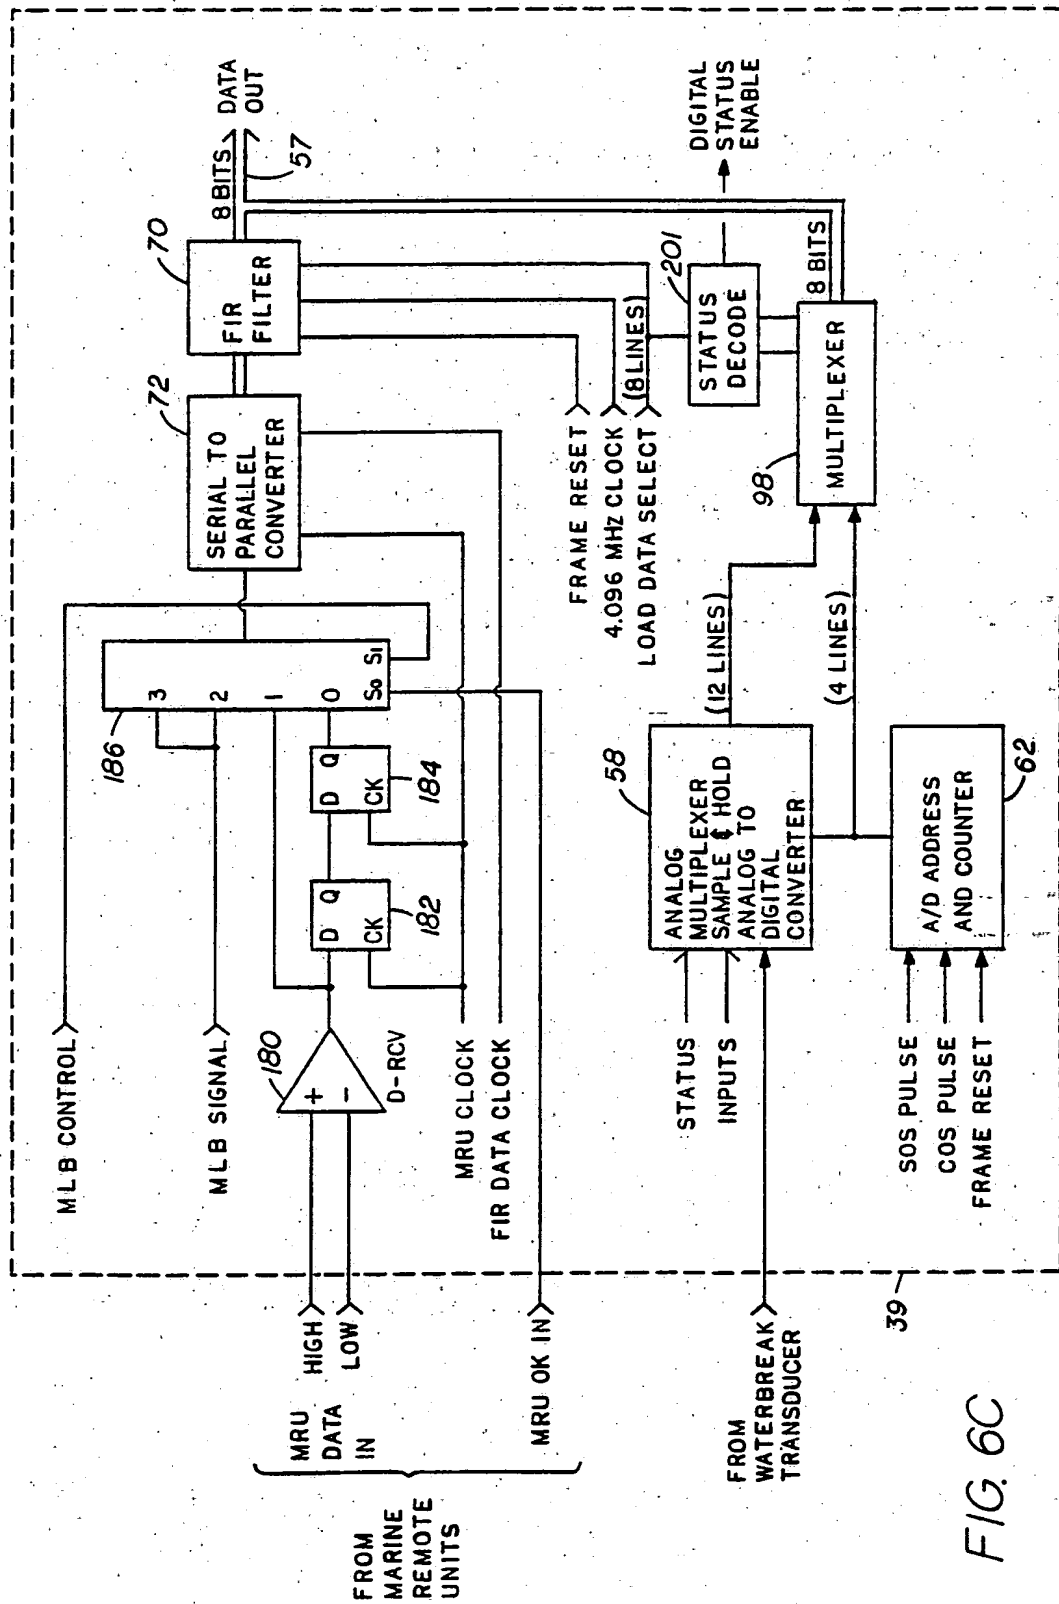 MLB CONTROL
MLB SIGNAL
186
3
2
1
0
S0
S1
SERIAL TO
PARALLEL
CONVERTER
72
FIR
FILTER
70
8 BITS
DATA
OUT
57
180
+
−
D-RCV
D Q
CK
182
D Q
CK
184
FROM
MARINE
REMOTE
UNITS
MRU
DATA
IN
HIGH
LOW
MRU OK IN
MRU CLOCK
FIR DATA CLOCK
FRAME RESET
4.096 MHZ CLOCK
LOAD DATA SELECT
(8 LINES)
STATUS
DECODE
201
DIGITAL
STATUS
ENABLE
8 BITS
MULTIPLEXER
98
(12 LINES)
(4 LINES)
58
ANALOG
MULTIPLEXER
SAMPLE & HOLD
ANALOG TO
DIGITAL
CONVERTER
STATUS
INPUTS
FROM
WATERBREAK
TRANSDUCER
A/D ADDRESS
AND COUNTER
62
SOS PULSE
COS PULSE
FRAME RESET
39
FIG. 6C